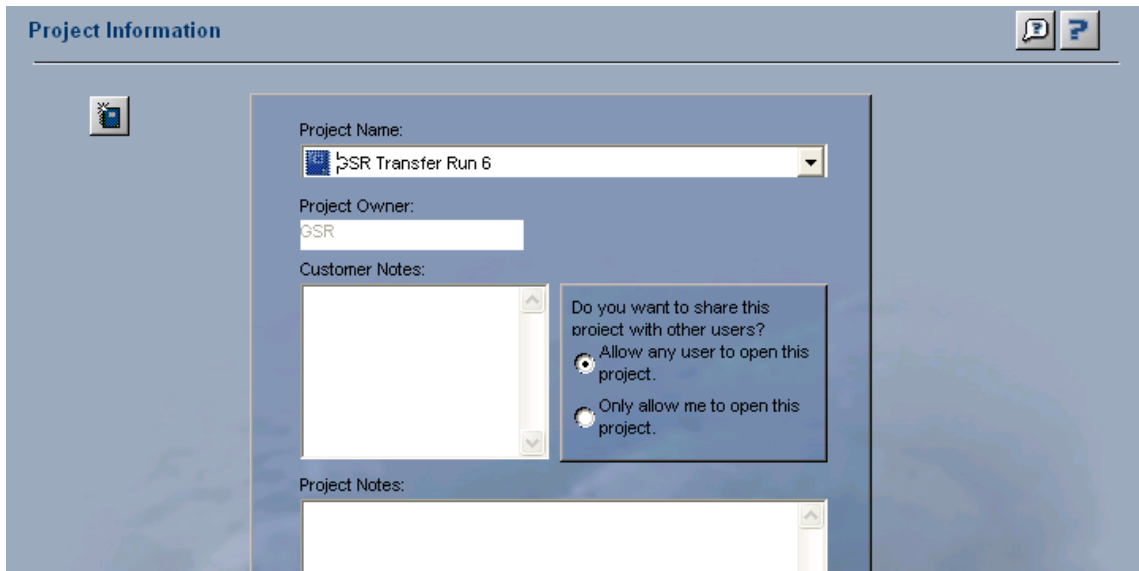 Project Information
Project Name:
GSR Transfer Run 6
Project Owner:
GSR
Customer Notes:
Do you want to share this
project with other users?
Allow any user to open this
project.
Only allow me to open this
project.
Project Notes: